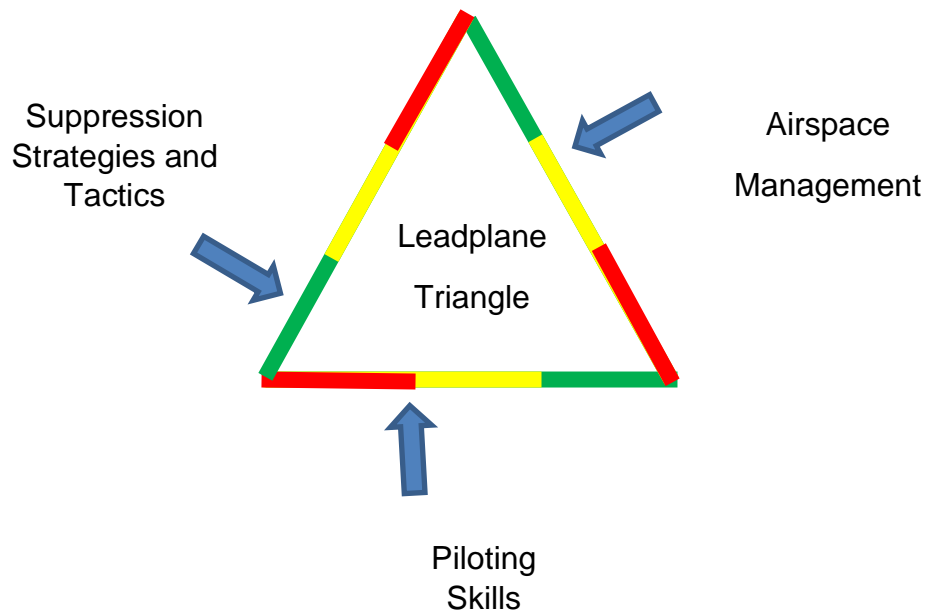 Suppression
Strategies and
Tactics
Airspace
Management
Leadplane
Triangle
Piloting
Skills